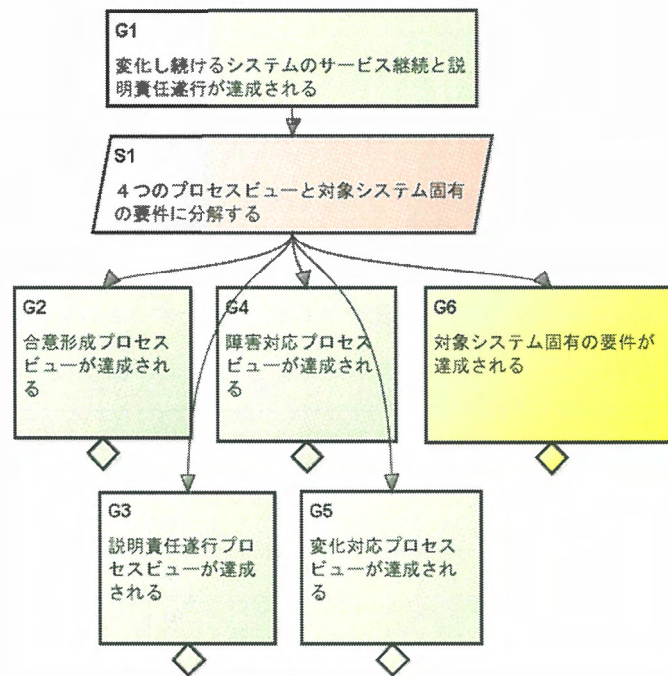 G1
変化し続けるシステムのサービス継続と説
明責任遂行が達成される
S1
４つのプロセスビューと対象システム固有
の要件に分解する
G2
合意形成プロセス
ビューが達成され
る
G4
障害対応プロセス
ビューが達成され
る
G6
対象システム固有の要件が
達成される
G3
説明責任遂行プロ
セスビューが達成
される
G5
変化対応プロセス
ビューが達成され
る